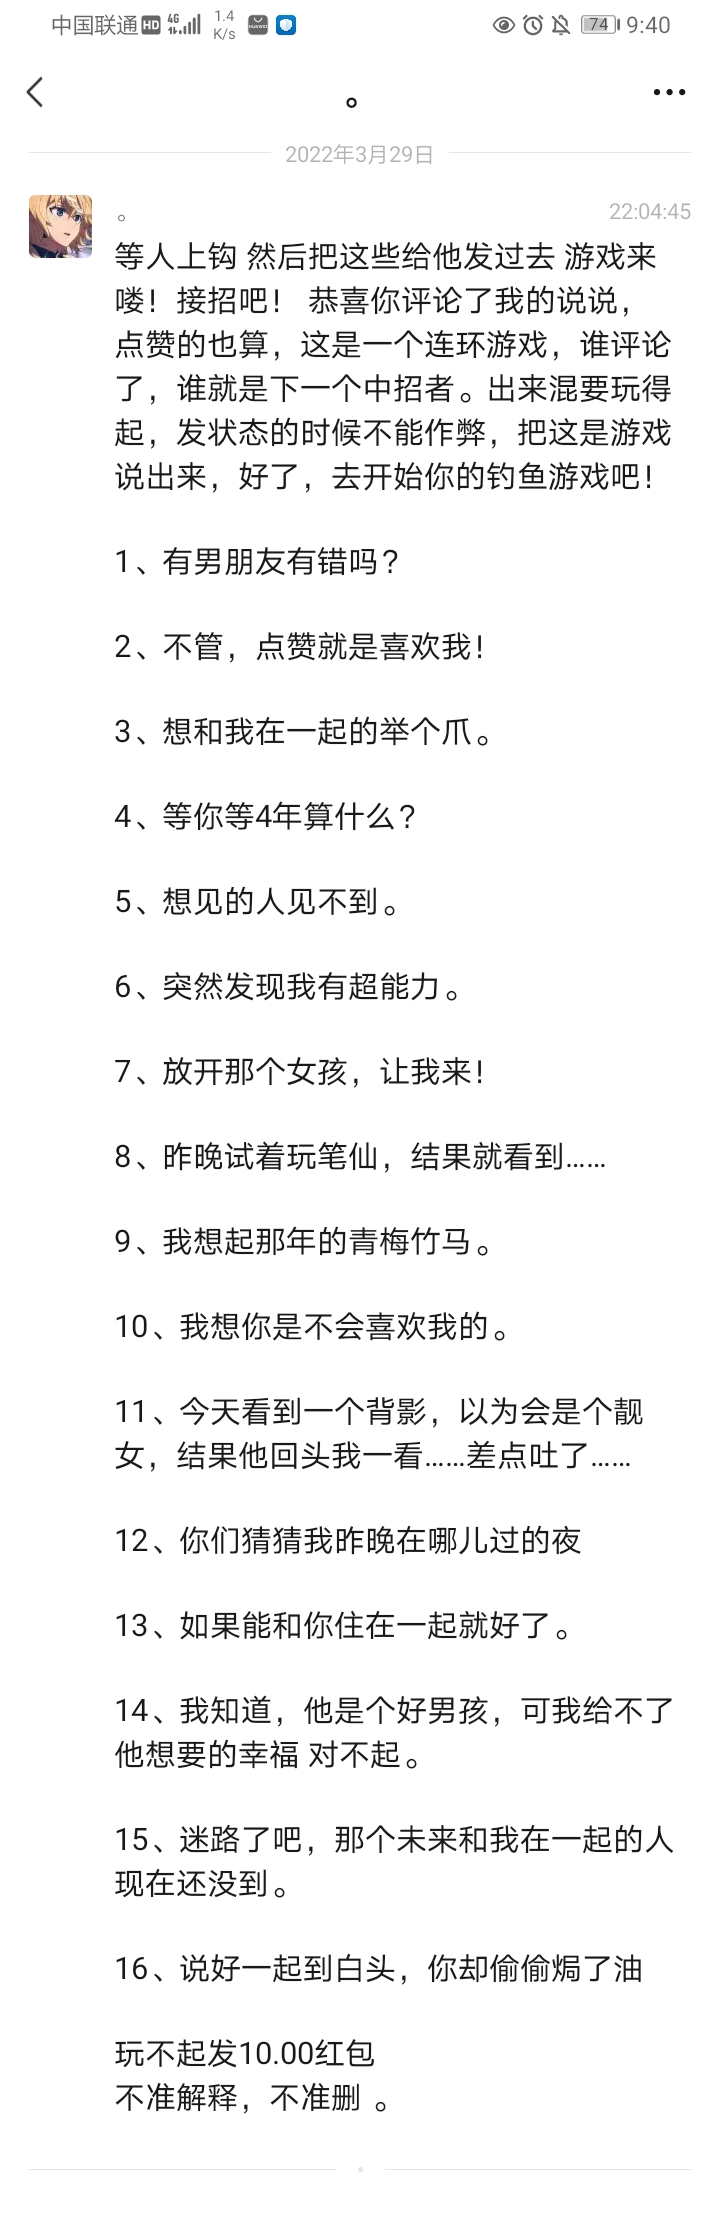 中国联通 HD 4G 1.4 K/s HUAWEI 74 9:40
。
2022年3月29日
。 22:04:45
等人上钩 然后把这些给他发过去 游戏来
喽！接招吧！ 恭喜你评论了我的说说，
点赞的也算，这是一个连环游戏，谁评论
了，谁就是下一个中招者。出来混要玩得
起，发状态的时候不能作弊，把这是游戏
说出来，好了，去开始你的钓鱼游戏吧！
1、有男朋友有错吗？
2、不管，点赞就是喜欢我！
3、想和我在一起的举个爪。
4、等你等4年算什么？
5、想见的人见不到。
6、突然发现我有超能力。
7、放开那个女孩，让我来！
8、昨晚试着玩笔仙，结果就看到……
9、我想起那年的青梅竹马。
10、我想你是不会喜欢我的。
11、今天看到一个背影，以为会是个靓
女，结果他回头我一看……差点吐了……
12、你们猜猜我昨晚在哪儿过的夜
13、如果能和你住在一起就好了。
14、我知道，他是个好男孩，可我给不了
他想要的幸福 对不起。
15、迷路了吧，那个未来和我在一起的人
现在还没到。
16、说好一起到白头，你却偷偷焗了油
玩不起发10.00红包
不准解释，不准删 。